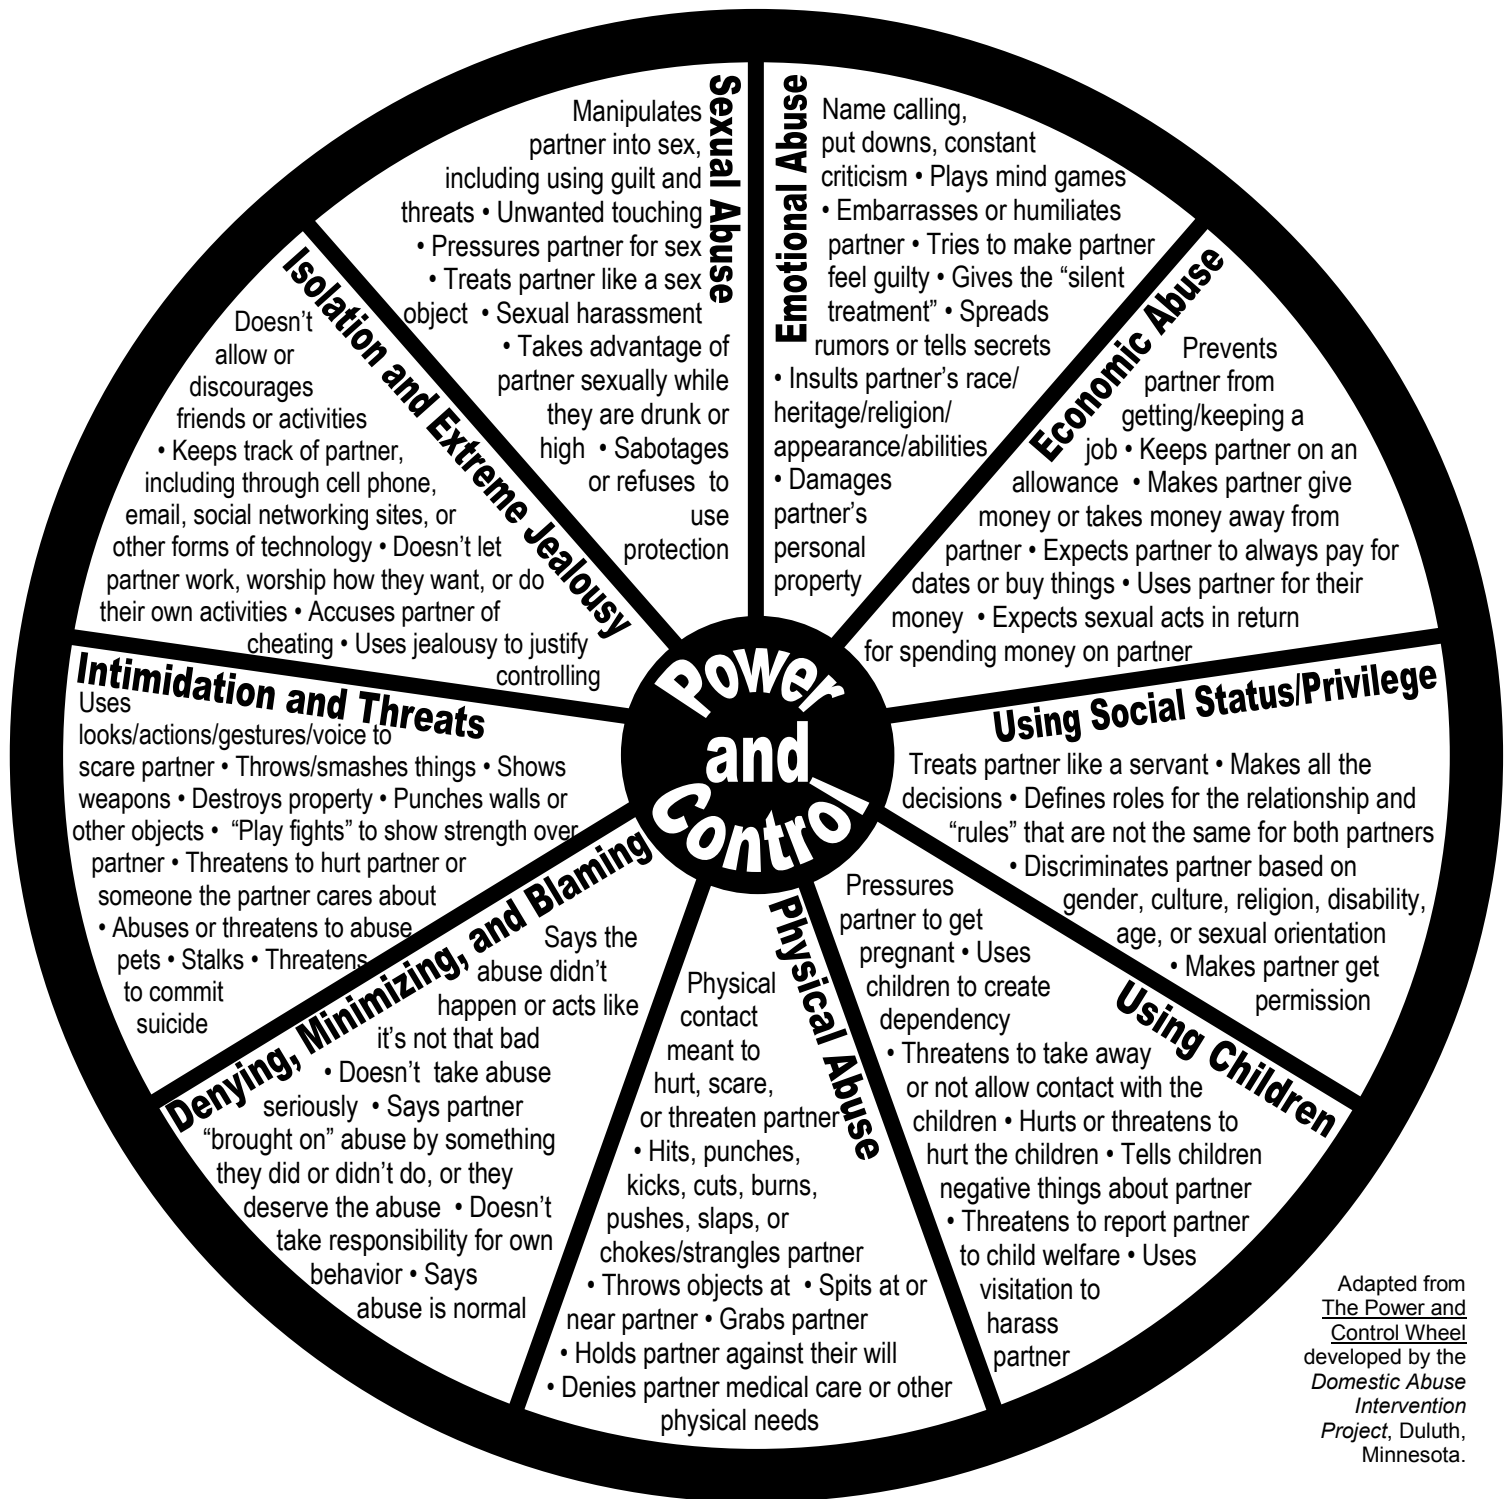 Sexual Abuse
Manipulates
partner into sex,
including using guilt and
threats • Unwanted touching
• Pressures partner for sex
• Treats partner like a sex
object • Sexual harassment
• Takes advantage of
partner sexually while
they are drunk or
high • Sabotages
or refuses to
use
protection
Emotional Abuse
Name calling,
put downs, constant
criticism • Plays mind games
• Embarrasses or humiliates
partner • Tries to make partner
feel guilty • Gives the “silent
treatment” • Spreads
rumors or tells secrets
• Insults partner’s race/
heritage/religion/
appearance/abilities
• Damages
partner’s
personal
property
Economic Abuse
Prevents
partner from
getting/keeping a
job • Keeps partner on an
allowance • Makes partner give
money or takes money away from
partner • Expects partner to always pay for
dates or buy things • Uses partner for their
money • Expects sexual acts in return
for spending money on partner
Using Social Status/Privilege
Treats partner like a servant • Makes all the
decisions • Defines roles for the relationship and
“rules” that are not the same for both partners
• Discriminates partner based on
gender, culture, religion, disability,
age, or sexual orientation
• Makes partner get
permission
Using Children
Pressures
partner to get
pregnant • Uses
children to create
dependency
• Threatens to take away
or not allow contact with the
children • Hurts or threatens to
hurt the children • Tells children
negative things about partner
• Threatens to report partner
to child welfare • Uses
visitation to
harass
partner
Physical Abuse
Physical
contact
meant to
hurt, scare,
or threaten partner
• Hits, punches,
kicks, cuts, burns,
pushes, slaps, or
chokes/strangles partner
• Throws objects at • Spits at or
near partner • Grabs partner
• Holds partner against their will
• Denies partner medical care or other
physical needs
Denying, Minimizing, and Blaming
Says the
abuse didn’t
happen or acts like
it’s not that bad
• Doesn’t take abuse
seriously • Says partner
“brought on” abuse by something
they did or didn’t do, or they
deserve the abuse • Doesn’t
take responsibility for own
behavior • Says
abuse is normal
Intimidation and Threats
Uses
looks/actions/gestures/voice to
scare partner • Throws/smashes things • Shows
weapons • Destroys property • Punches walls or
other objects • “Play fights” to show strength over
partner • Threatens to hurt partner or
someone the partner cares about
• Abuses or threatens to abuse
pets • Stalks • Threatens
to commit
suicide
Isolation and Extreme Jealousy
Doesn’t
allow or
discourages
friends or activities
• Keeps track of partner,
including through cell phone,
email, social networking sites, or
other forms of technology • Doesn’t let
partner work, worship how they want, or do
their own activities • Accuses partner of
cheating • Uses jealousy to justify
controlling
Power
and
Control
Adapted from
The Power and
Control Wheel
developed by the
Domestic Abuse
Intervention
Project, Duluth,
Minnesota.